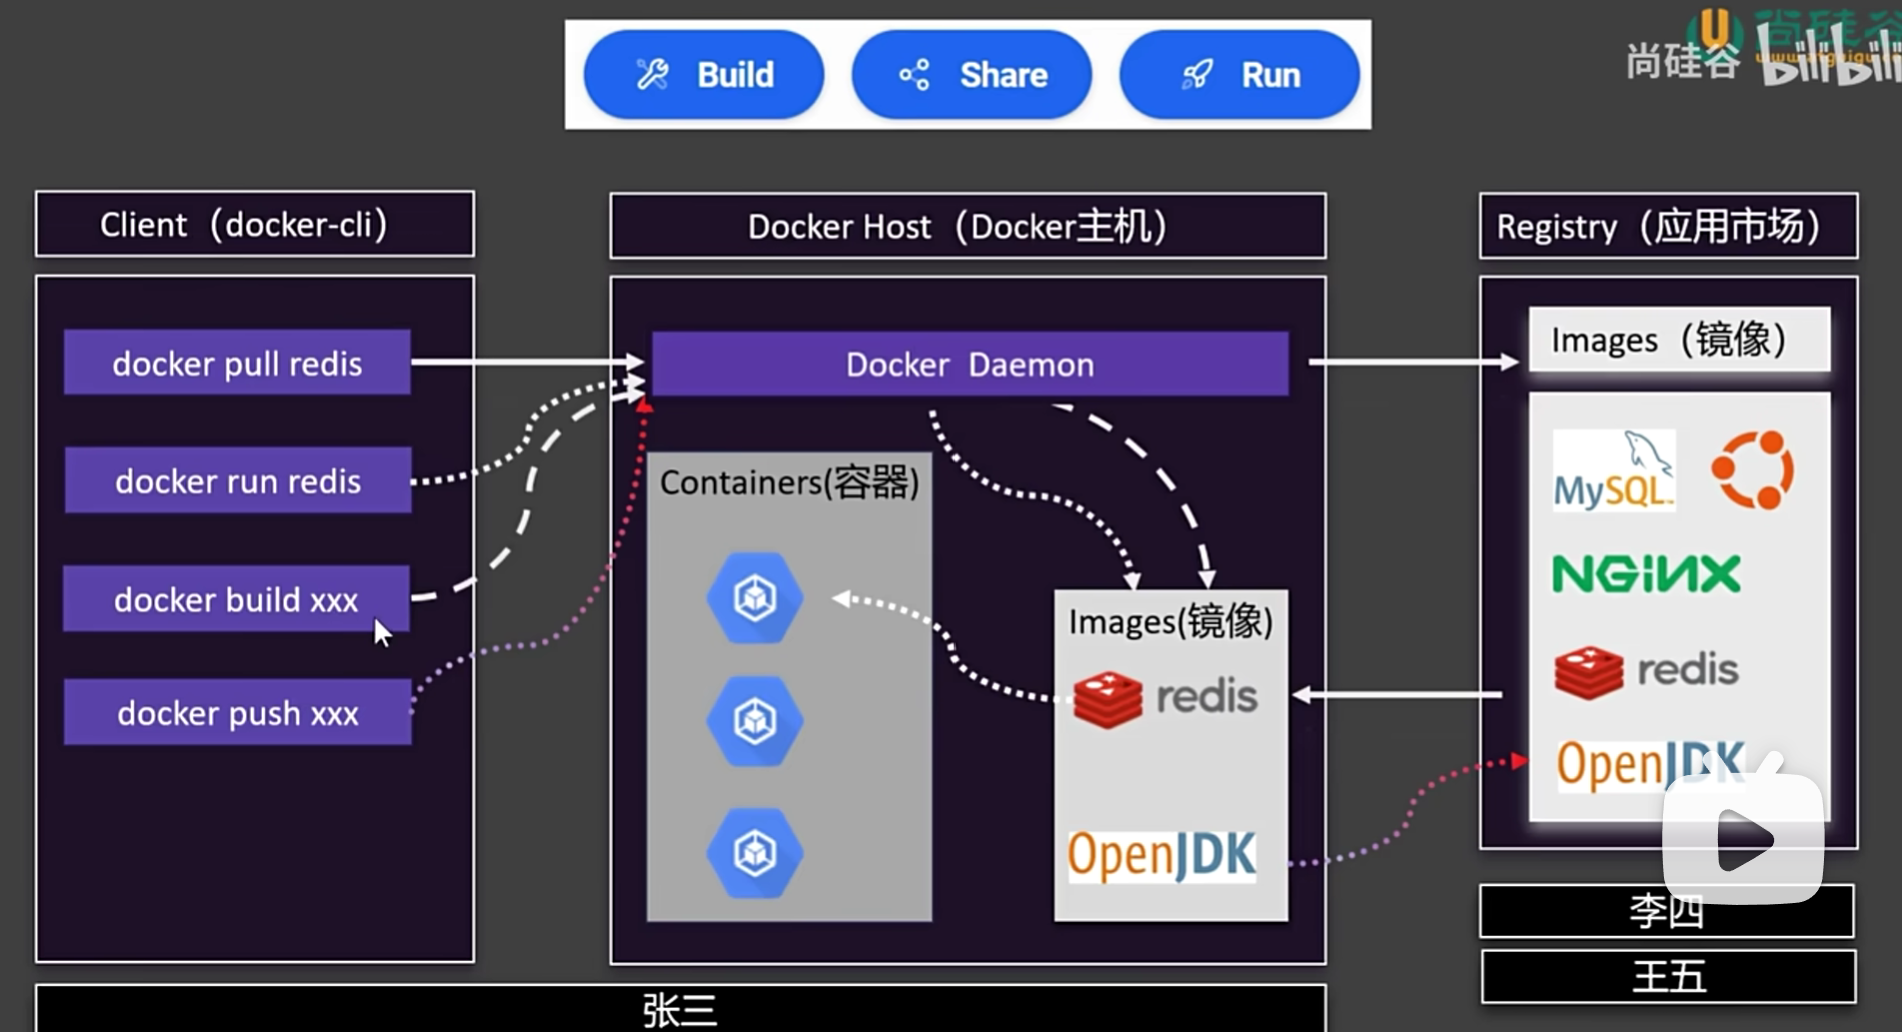 Build
Share
Run
尚硅谷
bilibili
Client（docker-cli）
docker pull redis
docker run redis
docker build xxx
docker push xxx
Docker Host（Docker主机）
Docker Daemon
Containers(容器)
Images(镜像)
redis
OpenJDK
Registry（应用市场）
Images（镜像）
MySQL
NGINX
redis
OpenJDK
李四
王五
张三